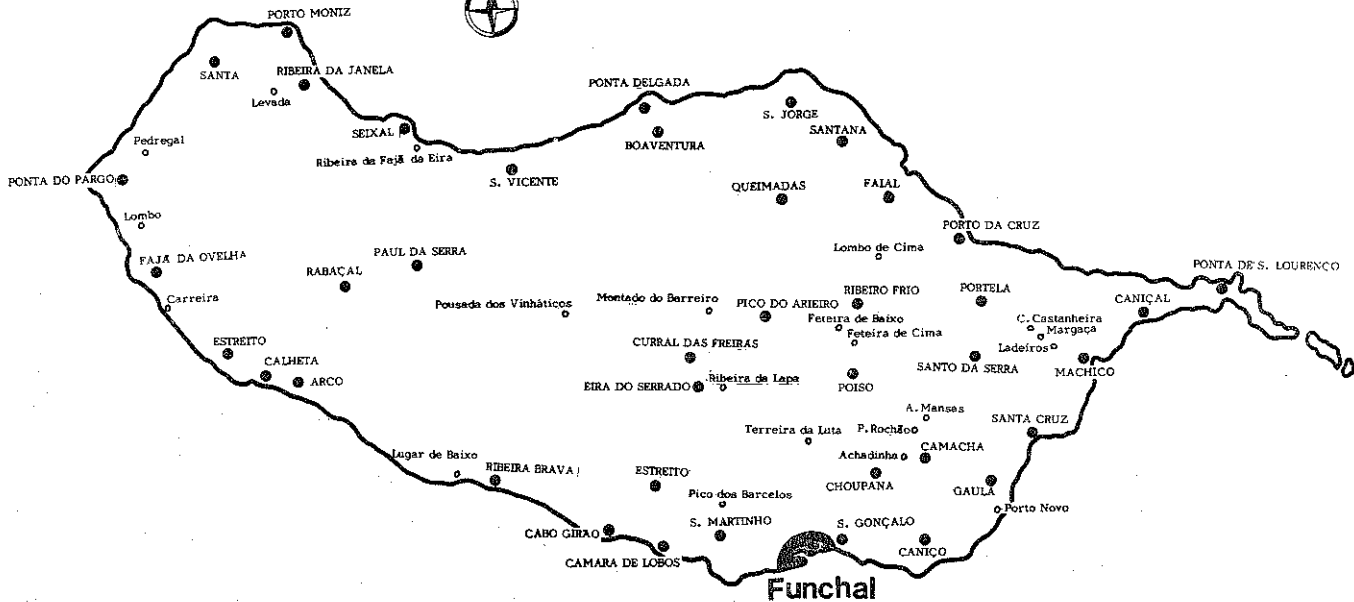 PORTO MONIZ
SANTA
RIBEIRA DA JANELA
Levada
PONTA DELGADA
S. JORGE
SEIXAL
SANTANA
Pedregal
Ribeira da Fajã da Eira
BOAVENTURA
PONTA DO PARGO
S. VICENTE
QUEIMADAS
FAIAL
Lombo
PORTO DA CRUZ
FAJÃ DA OVELHA
PAUL DA SERRA
Lombo de Cima
PONTA DE S. LOURENÇO
RABAÇAL
Carreira
Pousada dos Vinháticos
Montado do Barreiro
PICO DO ARIEIRO
RIBEIRO FRIO
PORTELA
CANIÇAL
Feteira de Baixo
C. Castanheira
Feteira de Cima
Margaça
ESTREITO
CURRAL DAS FREIRAS
Ladeiros
CALHETA
SANTO DA SERRA
MACHICO
ARCO
EIRA DO SERRADO
Ribeira da Lapa
POISO
A. Mansas
SANTA CRUZ
Terreira da Luta
P. Rochão
CAMACHA
Achadinha
Lugar de Baixo
RIBEIRA BRAVA
ESTREITO
CHOUPANA
GAULA
Pico dos Barcelos
Porto Novo
CABO GIRÃO
S. MARTINHO
S. GONÇALO
CANIÇO
CAMARA DE LOBOS
Funchal